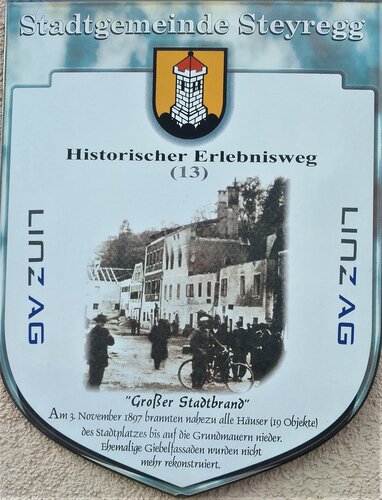 Stadtgemeinde Steyregg
Historischer Erlebnisweg
(13)
LINZ AG
LINZ AG
"Großer Stadtbrand"
Am 3. November 1897 brannten nahezu alle Häuser (19 Objekte)
des Stadtplatzes bis auf die Grundmauern nieder.
Ehemalige Giebelfassaden wurden nicht
mehr rekonstruiert.